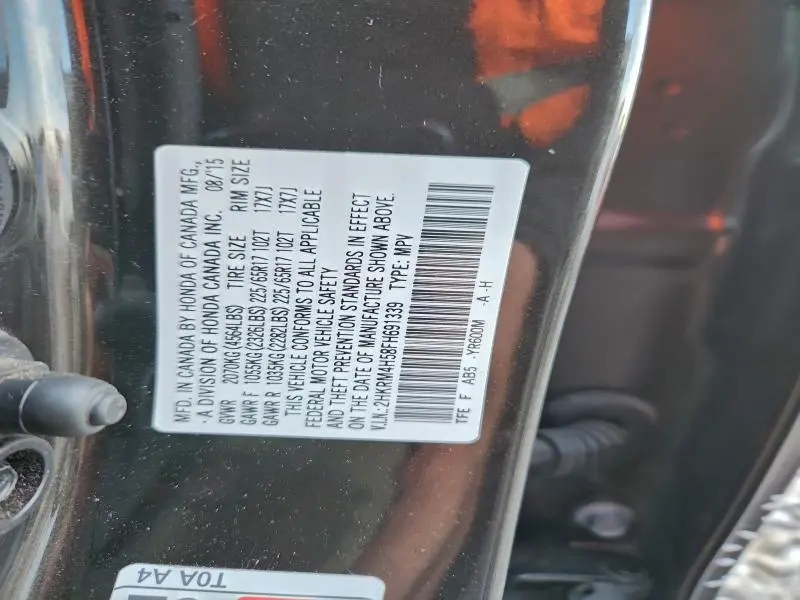 MFD. IN CANADA BY HONDA OF CANADA MFG.,
- A DIVISION OF HONDA CANADA INC. 08/15
GVWR 2070KG(4564LBS) TIRE SIZE RIM SIZE
GAWR F 1055KG(2326LBS) 225/65R17 102T 17X7J
GAWR R 1035KG(2282LBS) 225/65R17 102T 17X7J
THIS VEHICLE CONFORMS TO ALL APPLICABLE
FEDERAL MOTOR VEHICLE SAFETY
AND THEFT PREVENTION STANDARDS IN EFFECT
ON THE DATE OF MANUFACTURE SHOWN ABOVE.
V.I.N.: 2HKRM4H58FH691339 TYPE: MPV
TFE F AB5 -YR600M -A -H
T0A A4